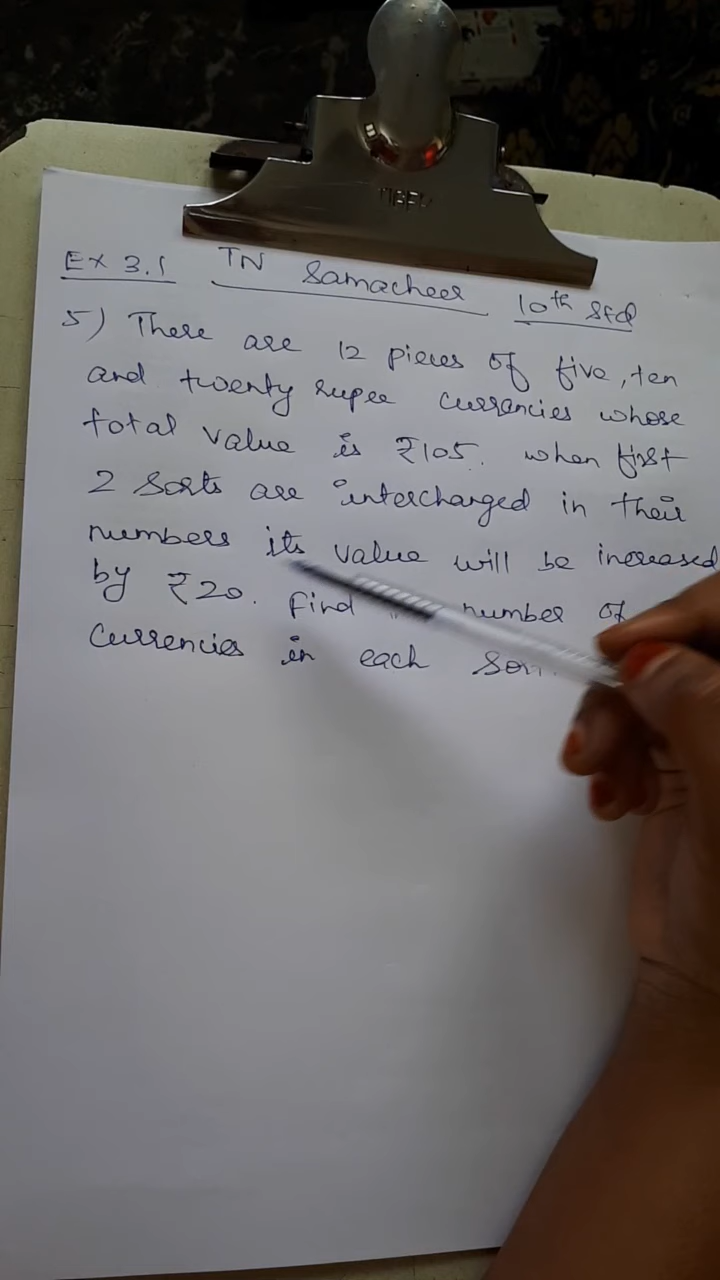 Ex 3.1 TN Samacheer 10th Std
5) There are 12 pieces of five, ten
and twenty rupee currencies whose
total value is ₹105. when first
2 sorts are interchanged in their
numbers its value will be increased
by ₹20. Find number of
currencies in each